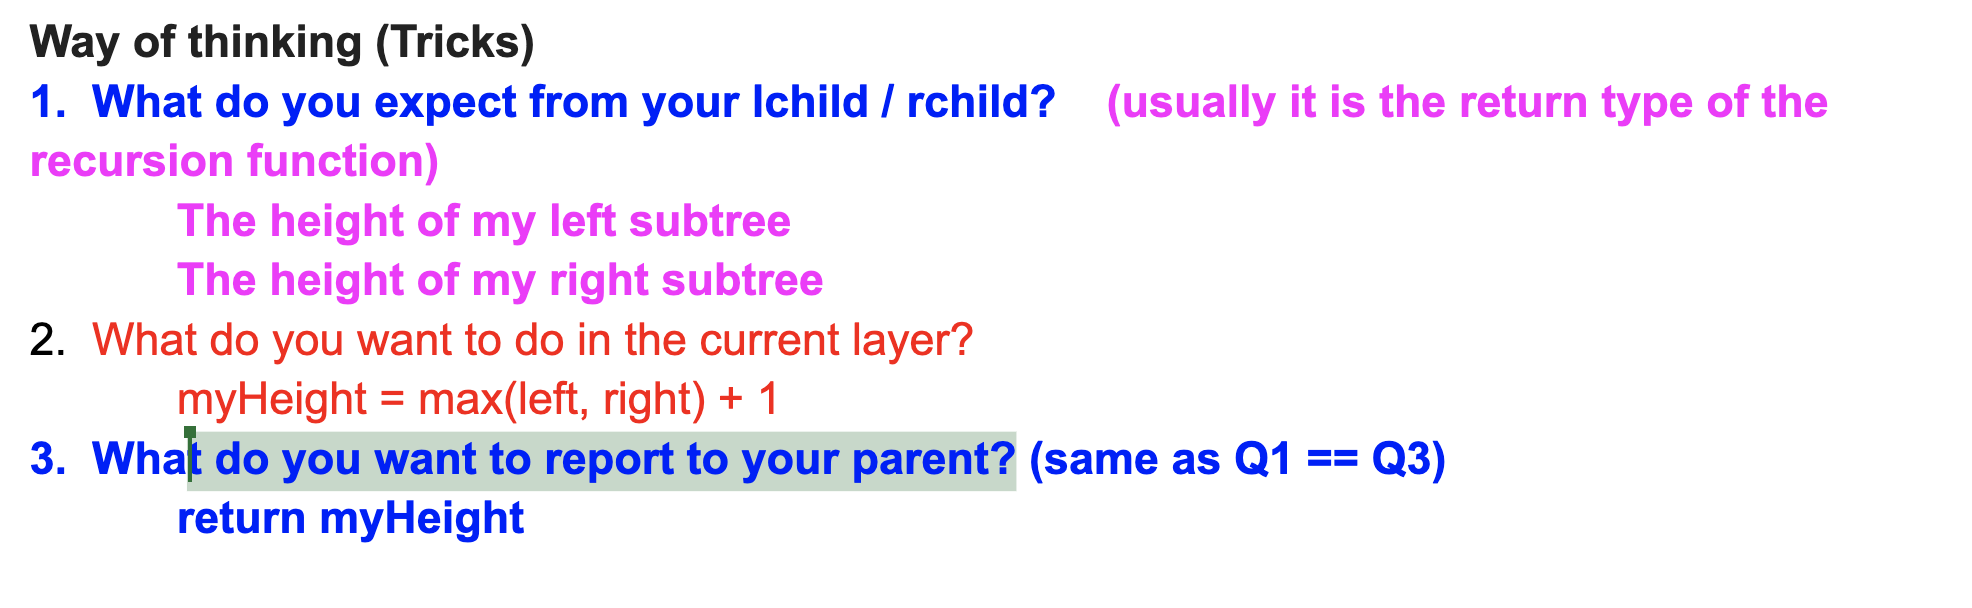 Way of thinking (Tricks)
1. What do you expect from your lchild / rchild? (usually it is the return type of the
recursion function)
The height of my left subtree
The height of my right subtree
2. What do you want to do in the current layer?
myHeight = max(left, right) + 1
3. What do you want to report to your parent? (same as Q1 == Q3)
return myHeight